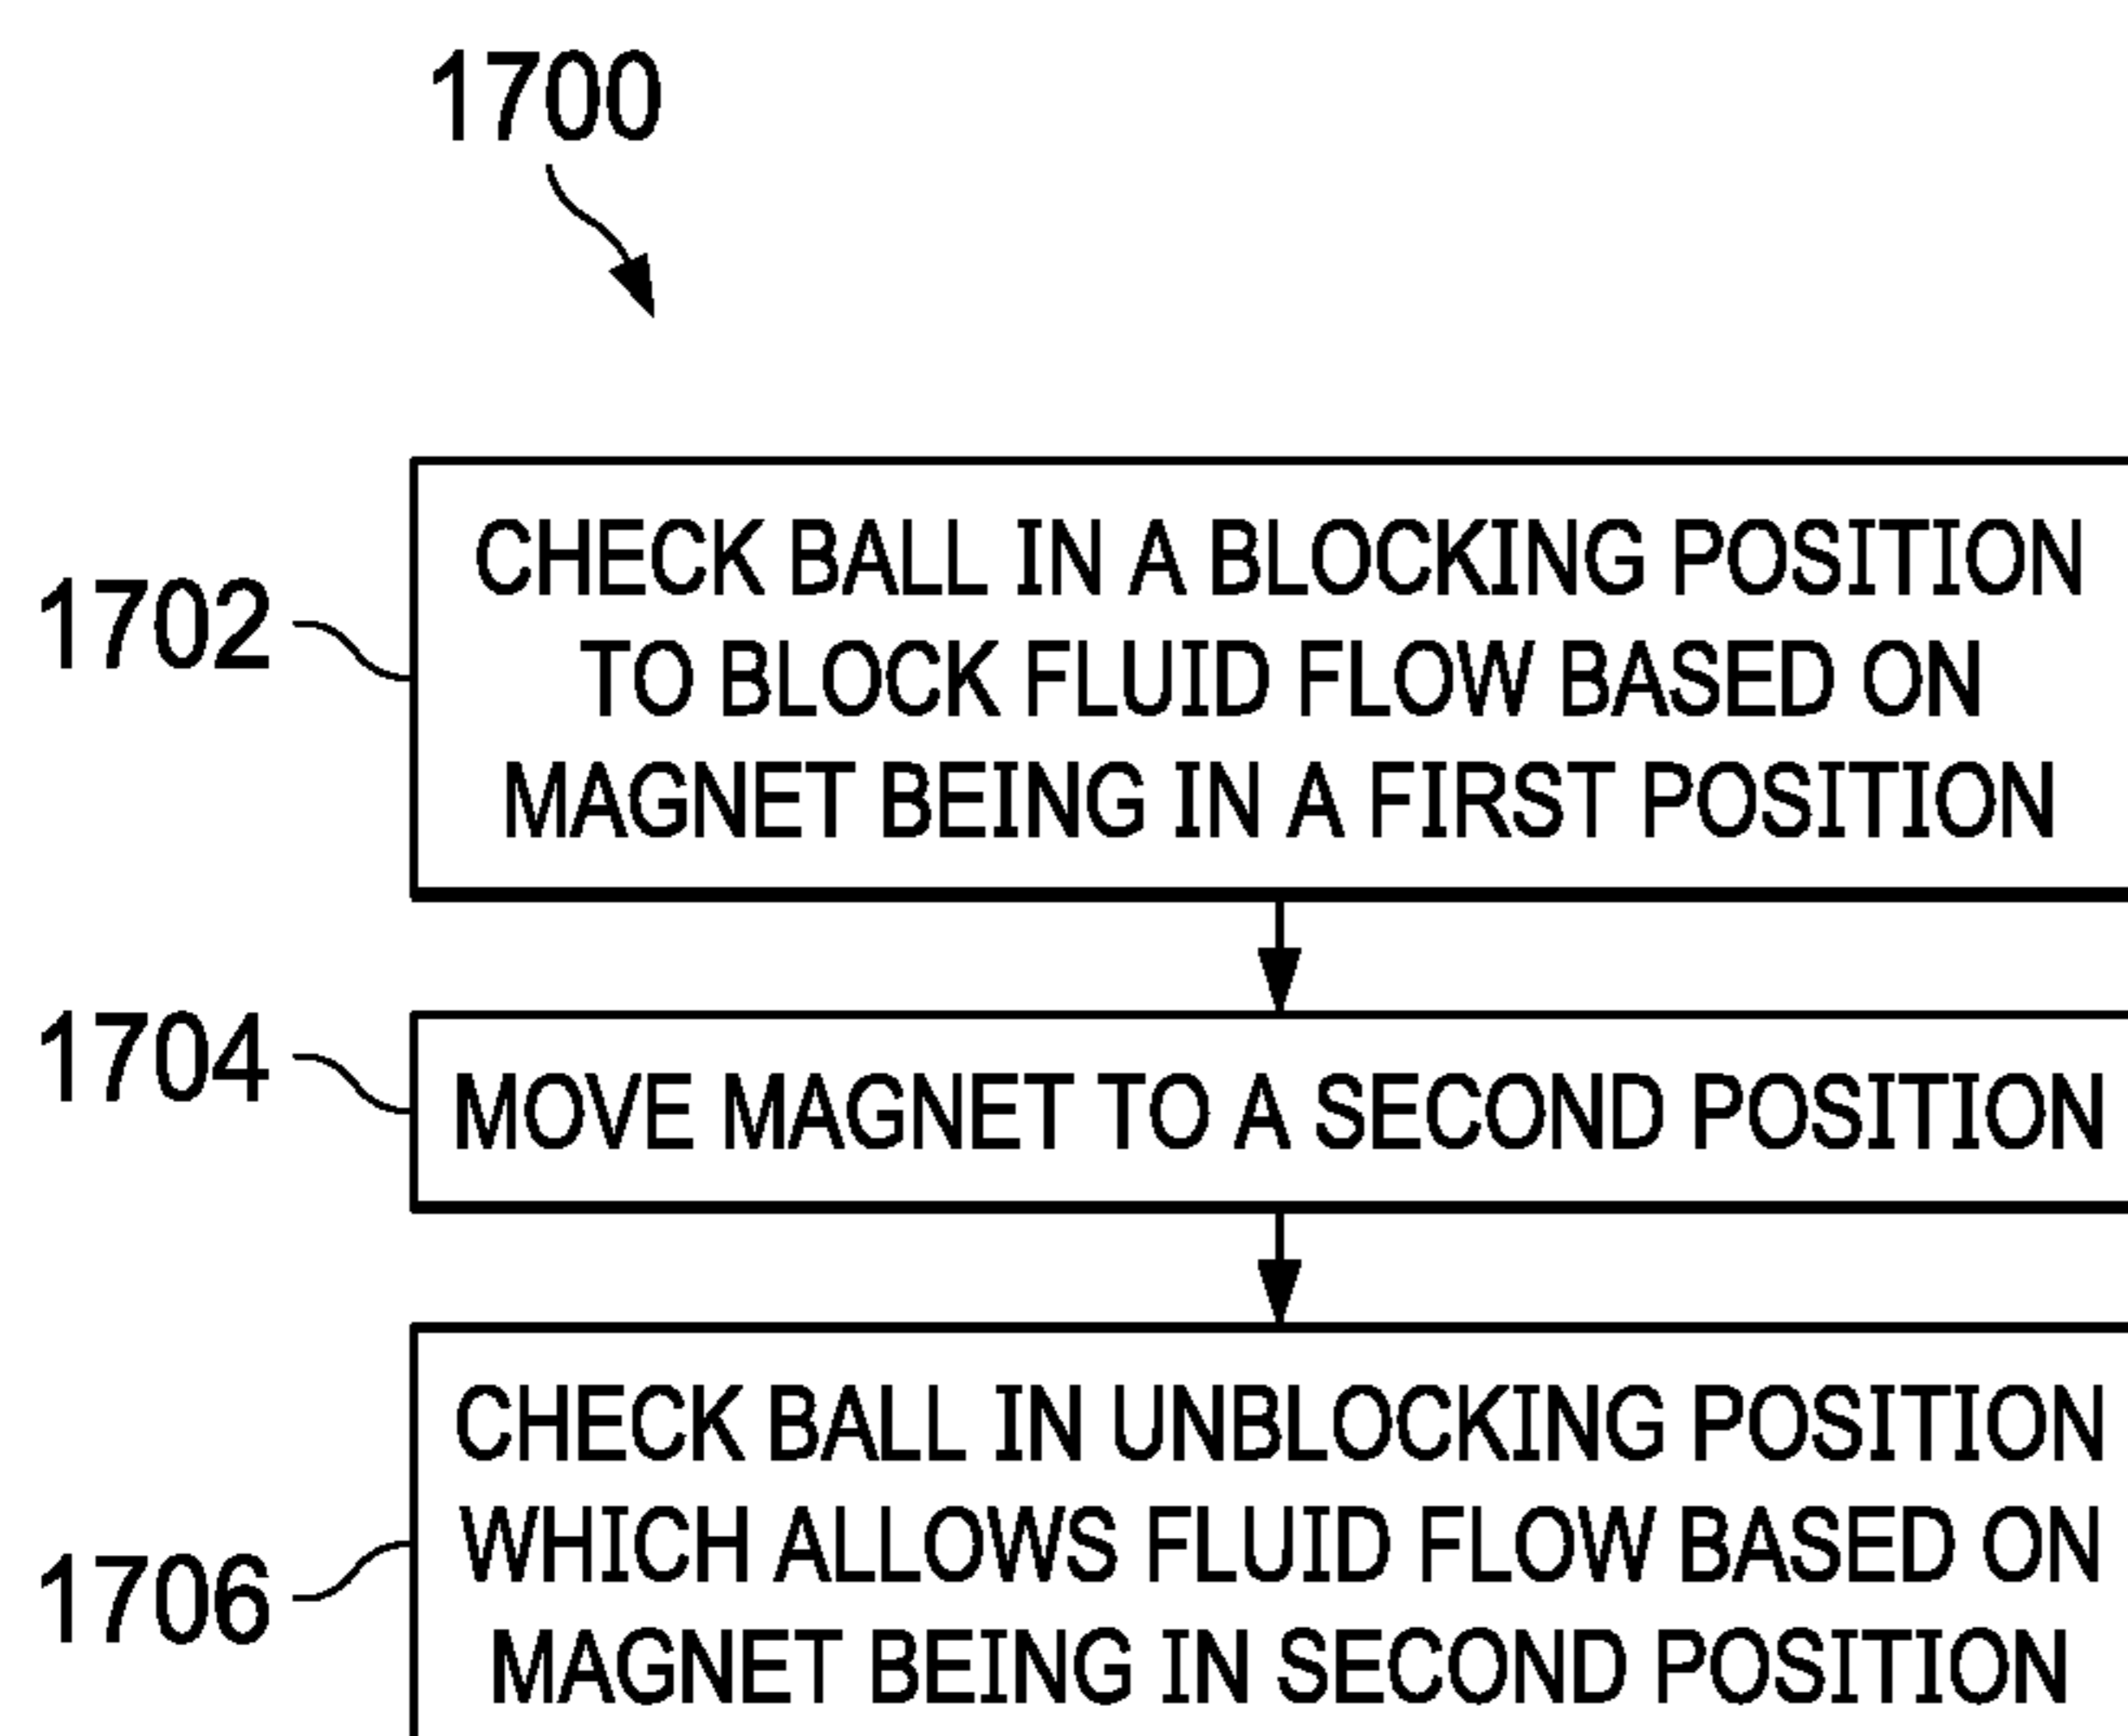 1700
1702
CHECK BALL IN A BLOCKING POSITION
TO BLOCK FLUID FLOW BASED ON
MAGNET BEING IN A FIRST POSITION
1704
MOVE MAGNET TO A SECOND POSITION
1706
CHECK BALL IN UNBLOCKING POSITION
WHICH ALLOWS FLUID FLOW BASED ON
MAGNET BEING IN SECOND POSITION